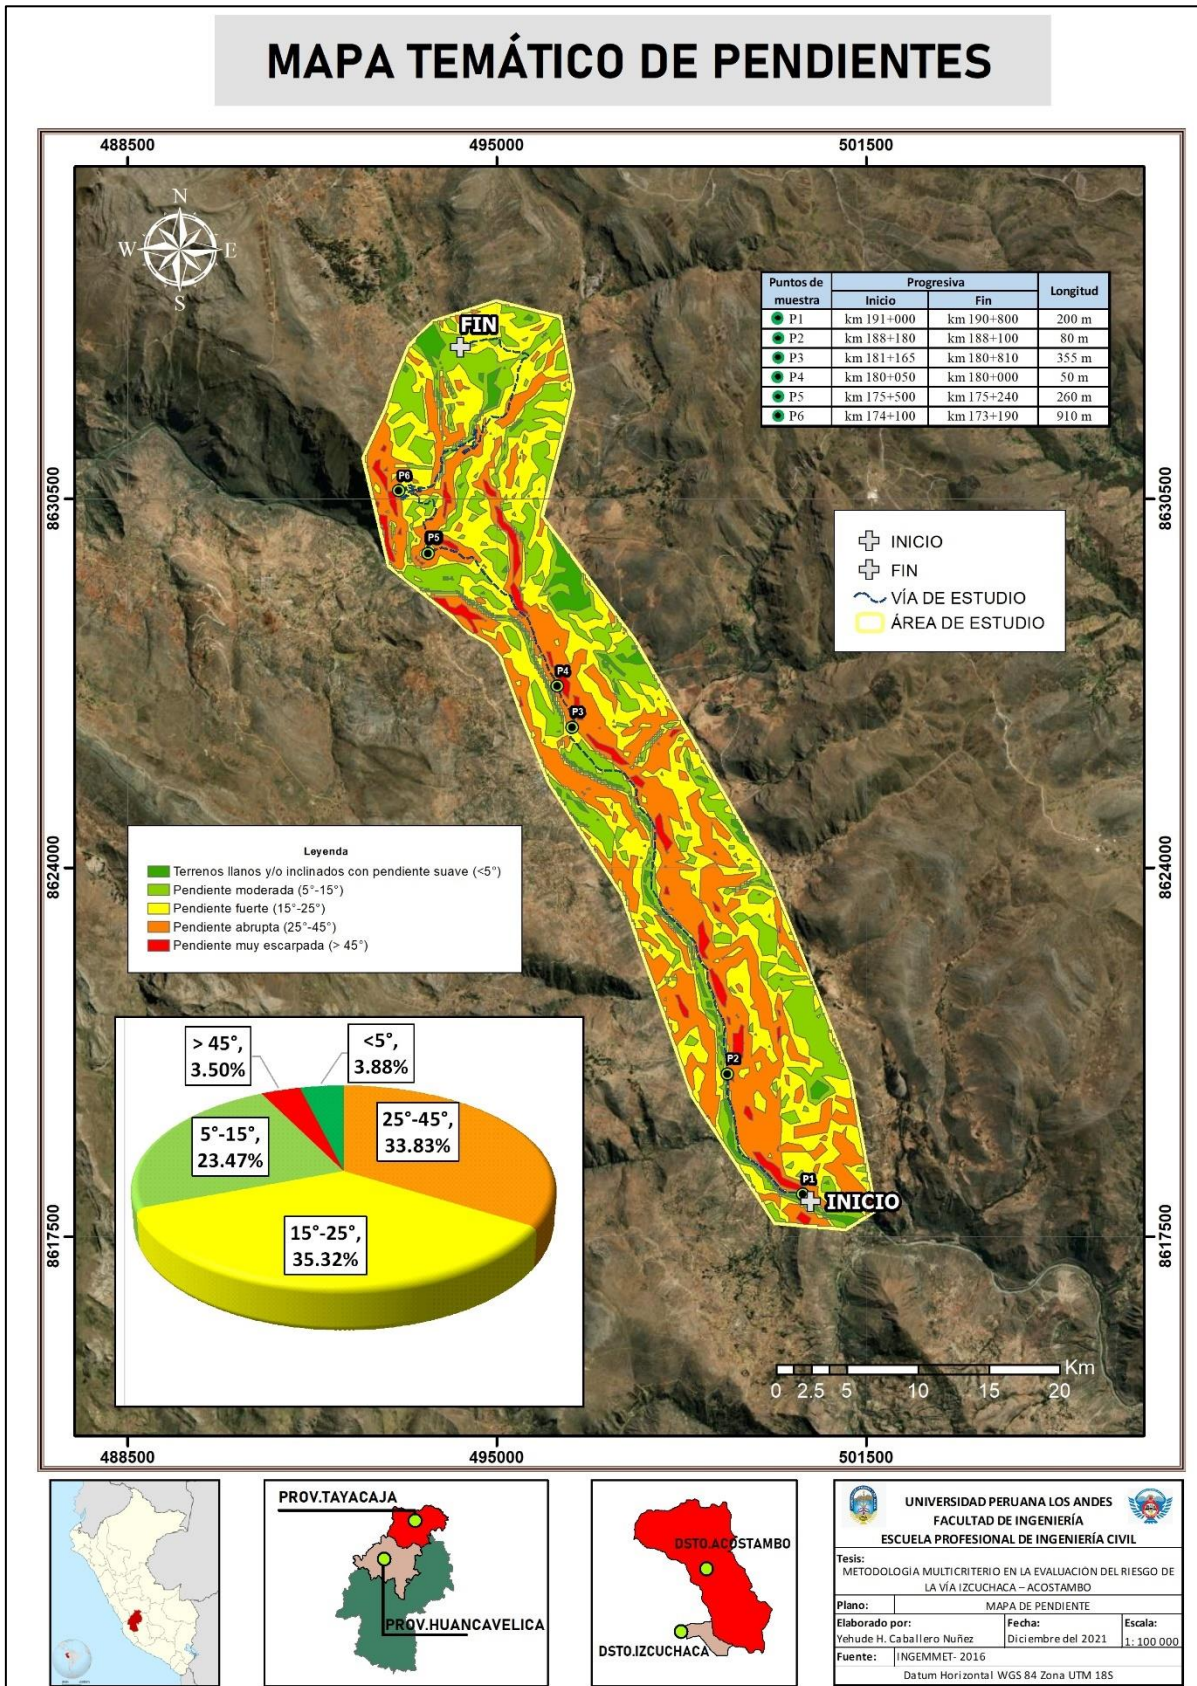 MAPA TEMÁTICO DE PENDIENTES
488500 495000 501500
N
W E
S
Puntos de muestra Progresiva Longitud
Inicio Fin
P1 km 191+000 km 190+800 200 m
P2 km 188+180 km 188+100 80 m
P3 km 181+165 km 180+810 355 m
P4 km 180+050 km 180+000 50 m
P5 km 175+500 km 175+240 260 m
P6 km 174+100 km 173+190 910 m
FIN
P6
8630500 8630500
P5
INICIO
FIN
VÍA DE ESTUDIO
ÁREA DE ESTUDIO
P4
P3
Leyenda
Terrenos llanos y/o inclinados con pendiente suave (<5°)
Pendiente moderada (5°-15°)
Pendiente fuerte (15°-25°)
Pendiente abrupta (25°-45°)
Pendiente muy escarpada (> 45°)
8624000 8624000
P2
P1
INICIO
> 45°,
3.50%
<5°,
3.88%
5°-15°,
23.47%
25°-45°,
33.83%
15°-25°,
35.32%
8617500 8617500
Km
0 2.5 5 10 15 20
488500 495000 501500
PROV.TAYACAJA
PROV.HUANCAVELICA
DSTO.ACOSTAMBO
DSTO.IZCUCHACA
UNIVERSIDAD PERUANA LOS ANDES
FACULTAD DE INGENIERÍA
ESCUELA PROFESIONAL DE INGENIERÍA CIVIL
Tesis:
METODOLOGÍA MULTICRITERIO EN LA EVALUACIÓN DEL RIESGO DE
LA VÍA IZCUCHACA – ACOSTAMBO
Plano: MAPA DE PENDIENTE
Elaborado por: Fecha: Escala:
Yehude H. Caballero Nuñez Diciembre del 2021 1: 100 000
Fuente: INGEMMET- 2016
Datum Horizontal WGS 84 Zona UTM 18S